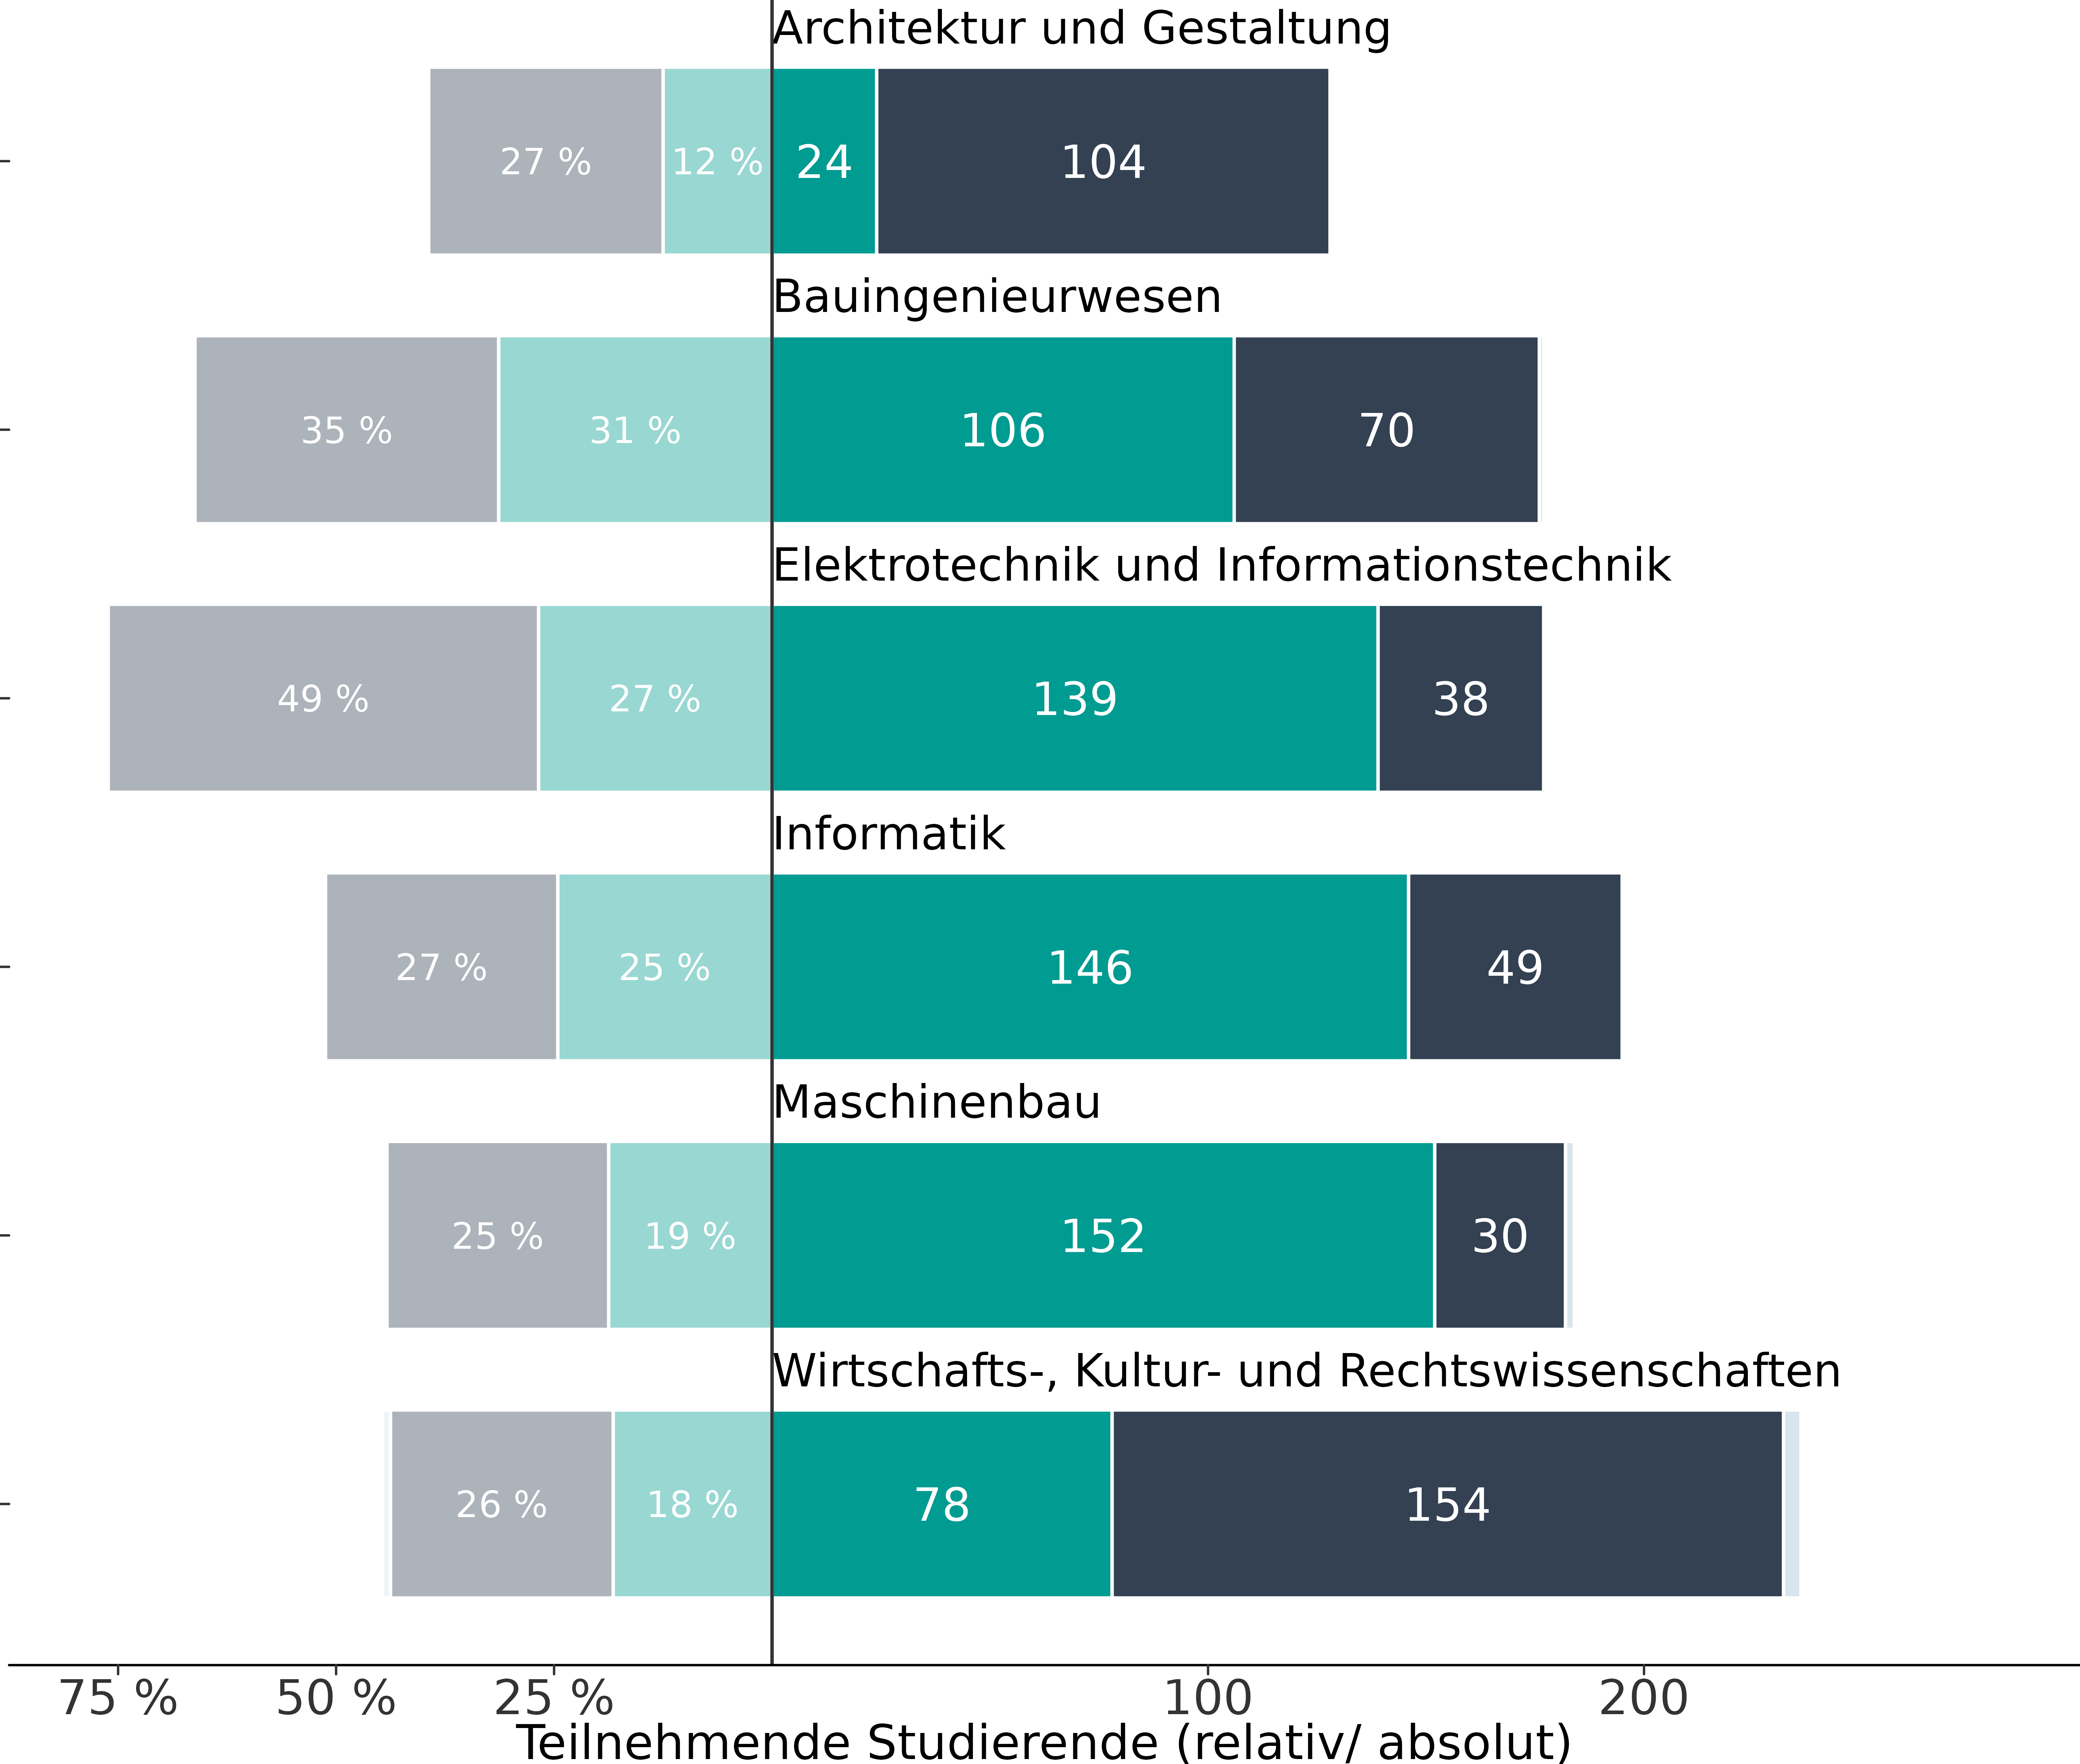 Architektur und Gestaltung
27 % 12 % 24 104
Bauingenieurwesen
35 % 31 % 106 70
Elektrotechnik und Informationstechnik
49 % 27 % 139 38
Informatik
27 % 25 % 146 49
Maschinenbau
25 % 19 % 152 30
Wirtschafts-, Kultur- und Rechtswissenschaften
26 % 18 % 78 154
75 % 50 % 25 % 100 200
Teilnehmende Studierende (relativ/ absolut)